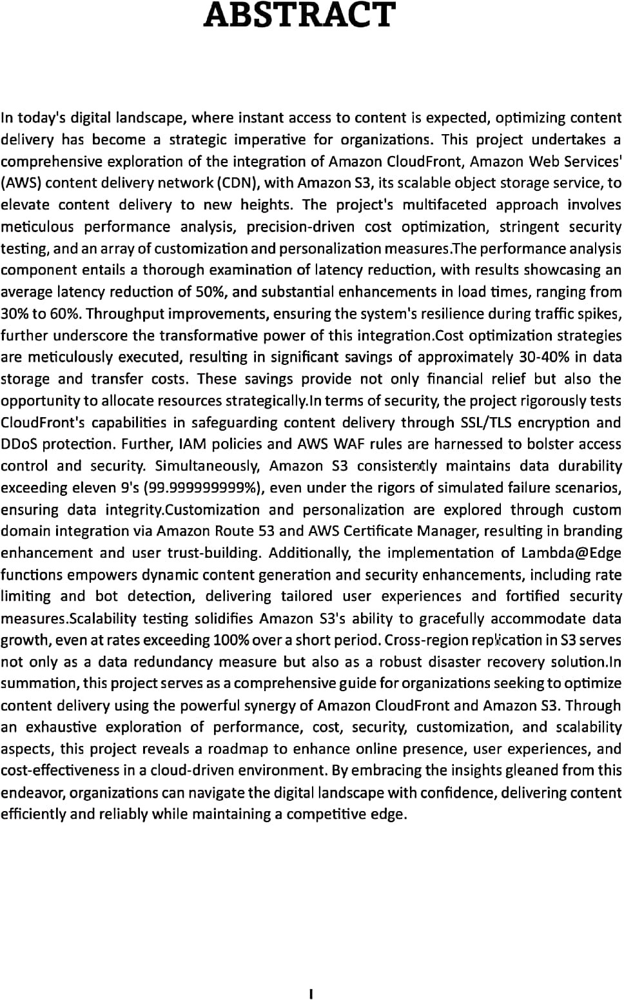 ABSTRACT
In today's digital landscape, where instant access to content is expected, optimizing content
delivery has become a strategic imperative for organizations. This project undertakes a
comprehensive exploration of the integration of Amazon CloudFront, Amazon Web Services'
(AWS) content delivery network (CDN), with Amazon S3, its scalable object storage service, to
elevate content delivery to new heights. The project's multifaceted approach involves
meticulous performance analysis, precision-driven cost optimization, stringent security
testing, and an array of customization and personalization measures.The performance analysis
component entails a thorough examination of latency reduction, with results showcasing an
average latency reduction of 50%, and substantial enhancements in load times, ranging from
30% to 60%. Throughput improvements, ensuring the system's resilience during traffic spikes,
further underscore the transformative power of this integration.Cost optimization strategies
are meticulously executed, resulting in significant savings of approximately 30-40% in data
storage and transfer costs. These savings provide not only financial relief but also the
opportunity to allocate resources strategically.In terms of security, the project rigorously tests
CloudFront's capabilities in safeguarding content delivery through SSL/TLS encryption and
DDoS protection. Further, IAM policies and AWS WAF rules are harnessed to bolster access
control and security. Simultaneously, Amazon S3 consistently maintains data durability
exceeding eleven 9's (99.999999999%), even under the rigors of simulated failure scenarios,
ensuring data integrity.Customization and personalization are explored through custom
domain integration via Amazon Route 53 and AWS Certificate Manager, resulting in branding
enhancement and user trust-building. Additionally, the implementation of Lambda@Edge
functions empowers dynamic content generation and security enhancements, including rate
limiting and bot detection, delivering tailored user experiences and fortified security
measures.Scalability testing solidifies Amazon S3's ability to gracefully accommodate data
growth, even at rates exceeding 100% over a short period. Cross-region replication in S3 serves
not only as a data redundancy measure but also as a robust disaster recovery solution.In
summation, this project serves as a comprehensive guide for organizations seeking to optimize
content delivery using the powerful synergy of Amazon CloudFront and Amazon S3. Through
an exhaustive exploration of performance, cost, security, customization, and scalability
aspects, this project reveals a roadmap to enhance online presence, user experiences, and
cost-effectiveness in a cloud-driven environment. By embracing the insights gleaned from this
endeavor, organizations can navigate the digital landscape with confidence, delivering content
efficiently and reliably while maintaining a competitive edge.
I